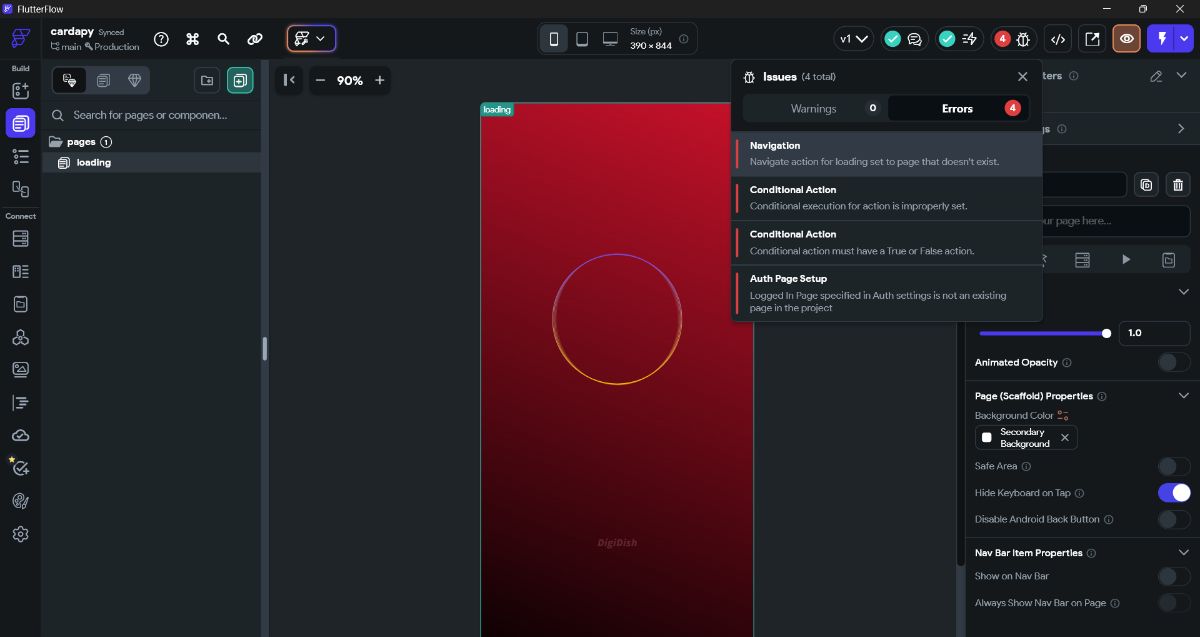 FlutterFlow
cardapy Synced
main Production
Size (px)
390 × 844
v1
4
Build
90%
Search for pages or componen...
pages 1
loading
Connect
loading
DigiDish
Issues (4 total)
Warnings 0 Errors 4
Navigation
Navigate action for loading set to page that doesn't exist.
Conditional Action
Conditional execution for action is improperly set.
Conditional Action
Conditional action must have a True or False action.
Auth Page Setup
Logged In Page specified in Auth settings is not an existing
page in the project
page here...
1.0
Animated Opacity
Page (Scaffold) Properties
Background Color
Secondary
Background
Safe Area
Hide Keyboard on Tap
Disable Android Back Button
Nav Bar Item Properties
Show on Nav Bar
Always Show Nav Bar on Page